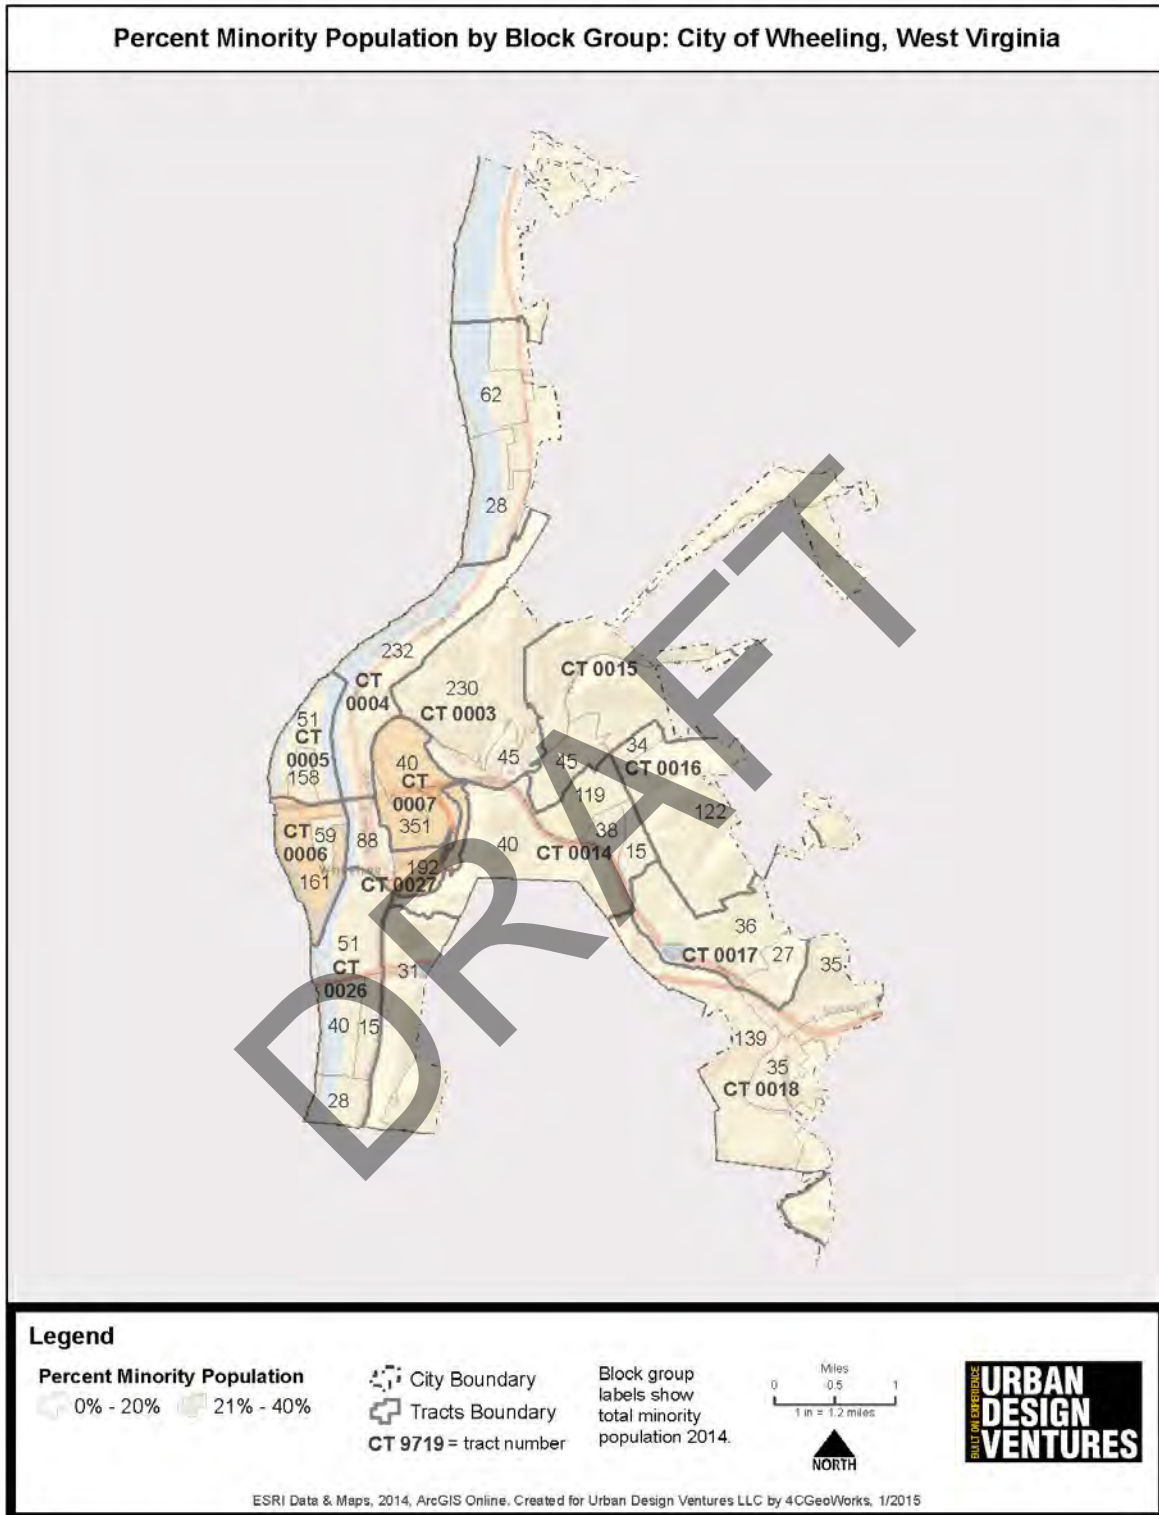 Percent Minority Population by Block Group: City of Wheeling, West Virginia
62
28
232
CT
0004
230
CT 0003
CT 0015
51
CT
0005
158
40
CT
0007
351
45
45
34
CT 0016
119
122
CT
0006
59
161
88
38
40
CT 0014
15
Wheeling
192
CT 0027
36
CT 0017
27
35
51
CT
0026
31
40
15
139
35
CT 0018
28
DRAFT
Legend
Percent Minority Population
0% - 20%
21% - 40%
City Boundary
Tracts Boundary
CT 9719 = tract number
Block group
labels show
total minority
population 2014.
Miles
0 0.5 1
1 in = 1.2 miles
NORTH
BUILT ON EXPERIENCE
URBAN
DESIGN
VENTURES
ESRI Data & Maps, 2014, ArcGIS Online. Created for Urban Design Ventures LLC by 4CGeoWorks, 1/2015